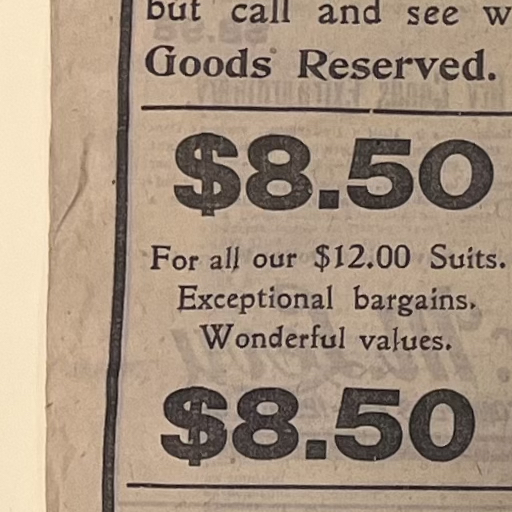 but call and see
Goods Reserved.
$8.50
For all our $12.00 Suits.
Exceptional bargains.
Wonderful values.
$8.50